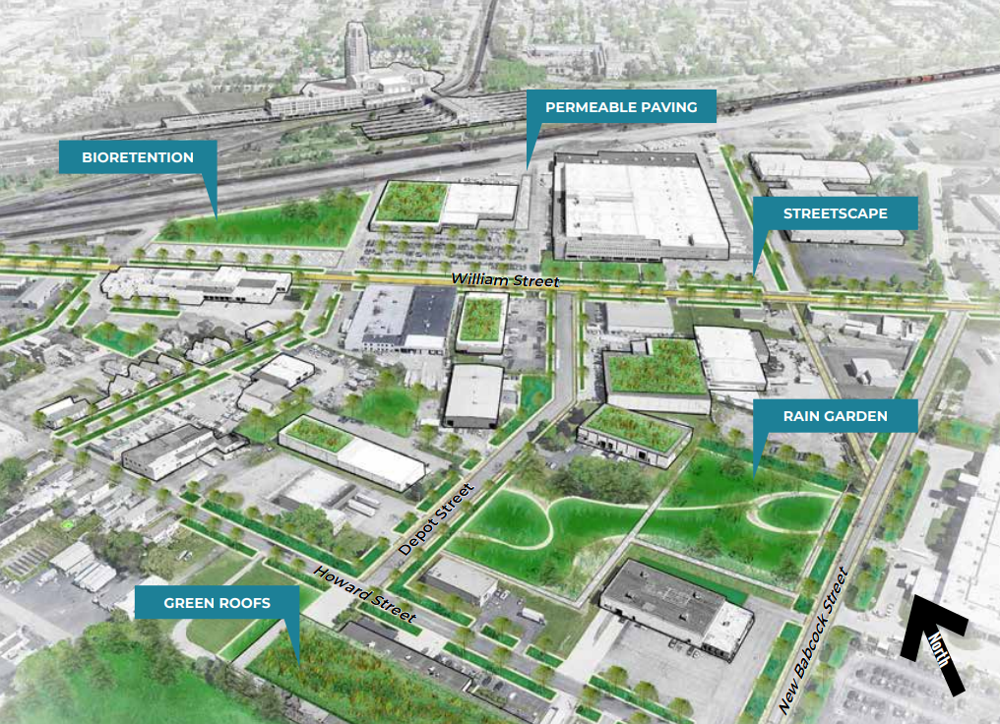 PERMEABLE PAVING
BIORETENTION
STREETSCAPE
William Street
RAIN GARDEN
Depot Street
Howard Street
GREEN ROOFS
New Babcock Street
North